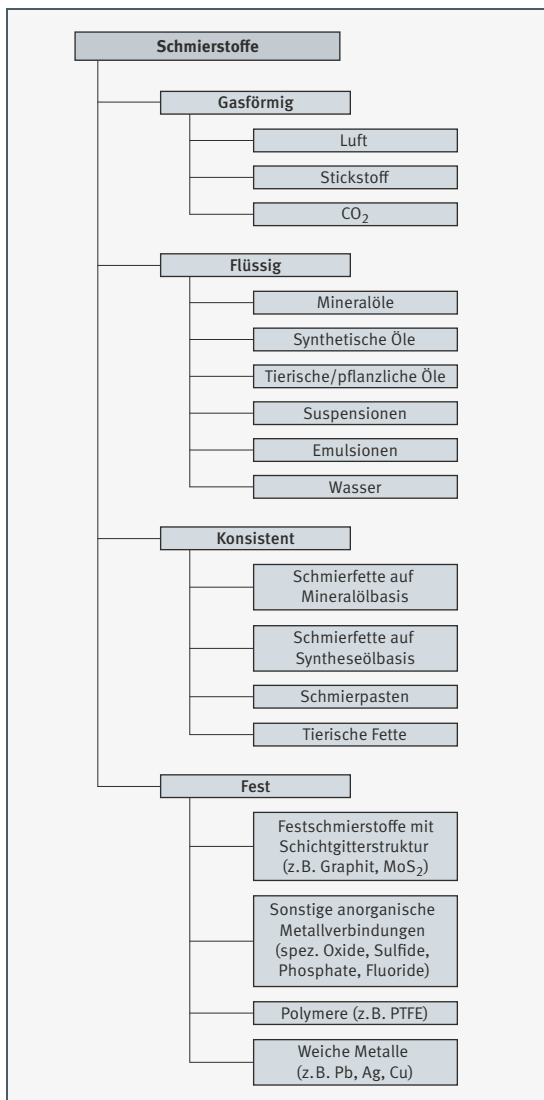 Schmierstoffe
Gasförmig
Luft
Stickstoff
CO₂
Flüssig
Mineralöle
Synthetische Öle
Tierische/pflanzliche Öle
Suspensionen
Emulsionen
Wasser
Konsistent
Schmierfette auf
Mineralölbasis
Schmierfette auf
Syntheseölbasis
Schmierpasten
Tierische Fette
Fest
Festschmierstoffe mit
Schichtgitterstruktur
(z.B. Graphit, MoS₂)
Sonstige anorganische
Metallverbindungen
(spez. Oxide, Sulfide,
Phosphate, Fluoride)
Polymere (z.B. PTFE)
Weiche Metalle
(z.B. Pb, Ag, Cu)